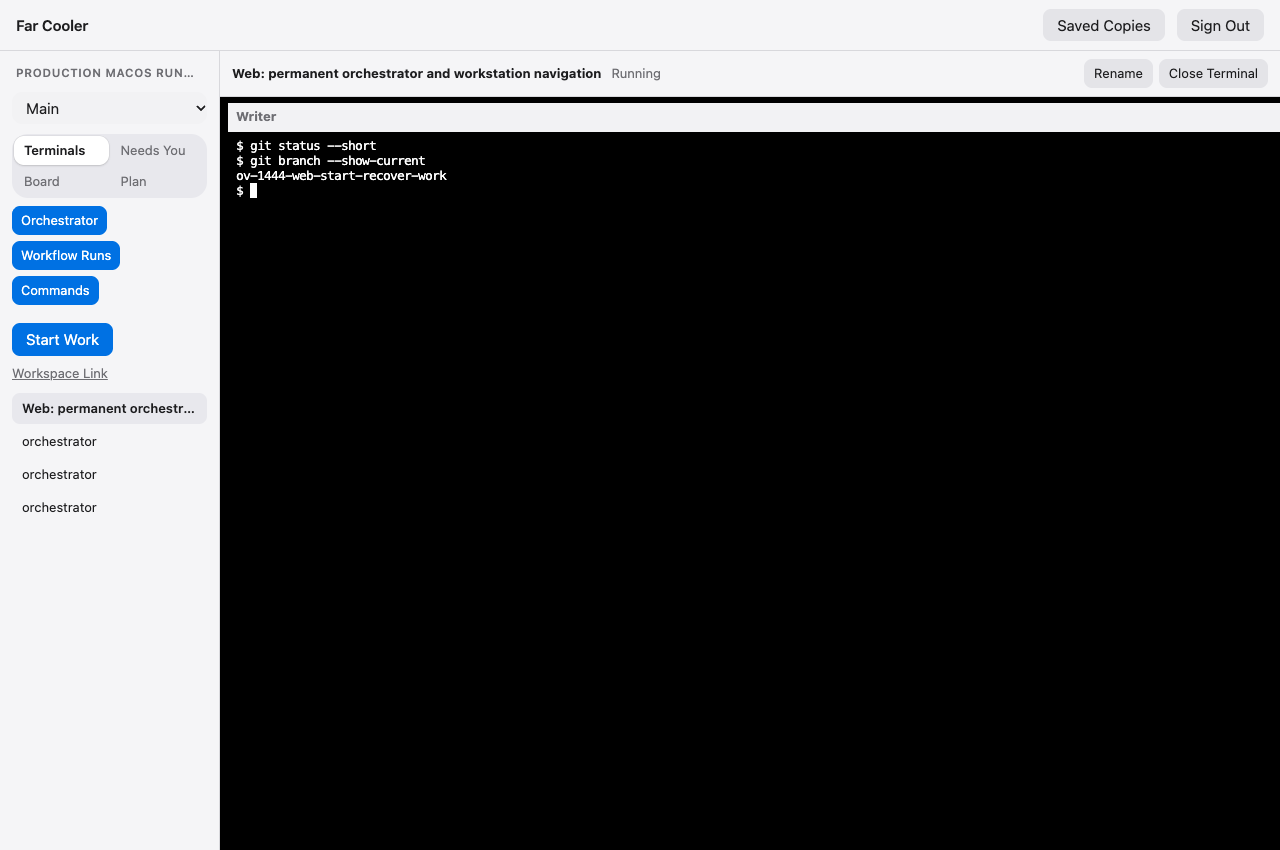 Far Cooler
Saved Copies
Sign Out
PRODUCTION MACOS RUN...
Main
Terminals
Needs You
Board
Plan
Orchestrator
Workflow Runs
Commands
Start Work
Workspace Link
Web: permanent orchestr...
orchestrator
orchestrator
orchestrator
Web: permanent orchestrator and workstation navigation Running
Rename
Close Terminal
Writer
$ git status --short
$ git branch --show-current
ov-1444-web-start-recover-work
$